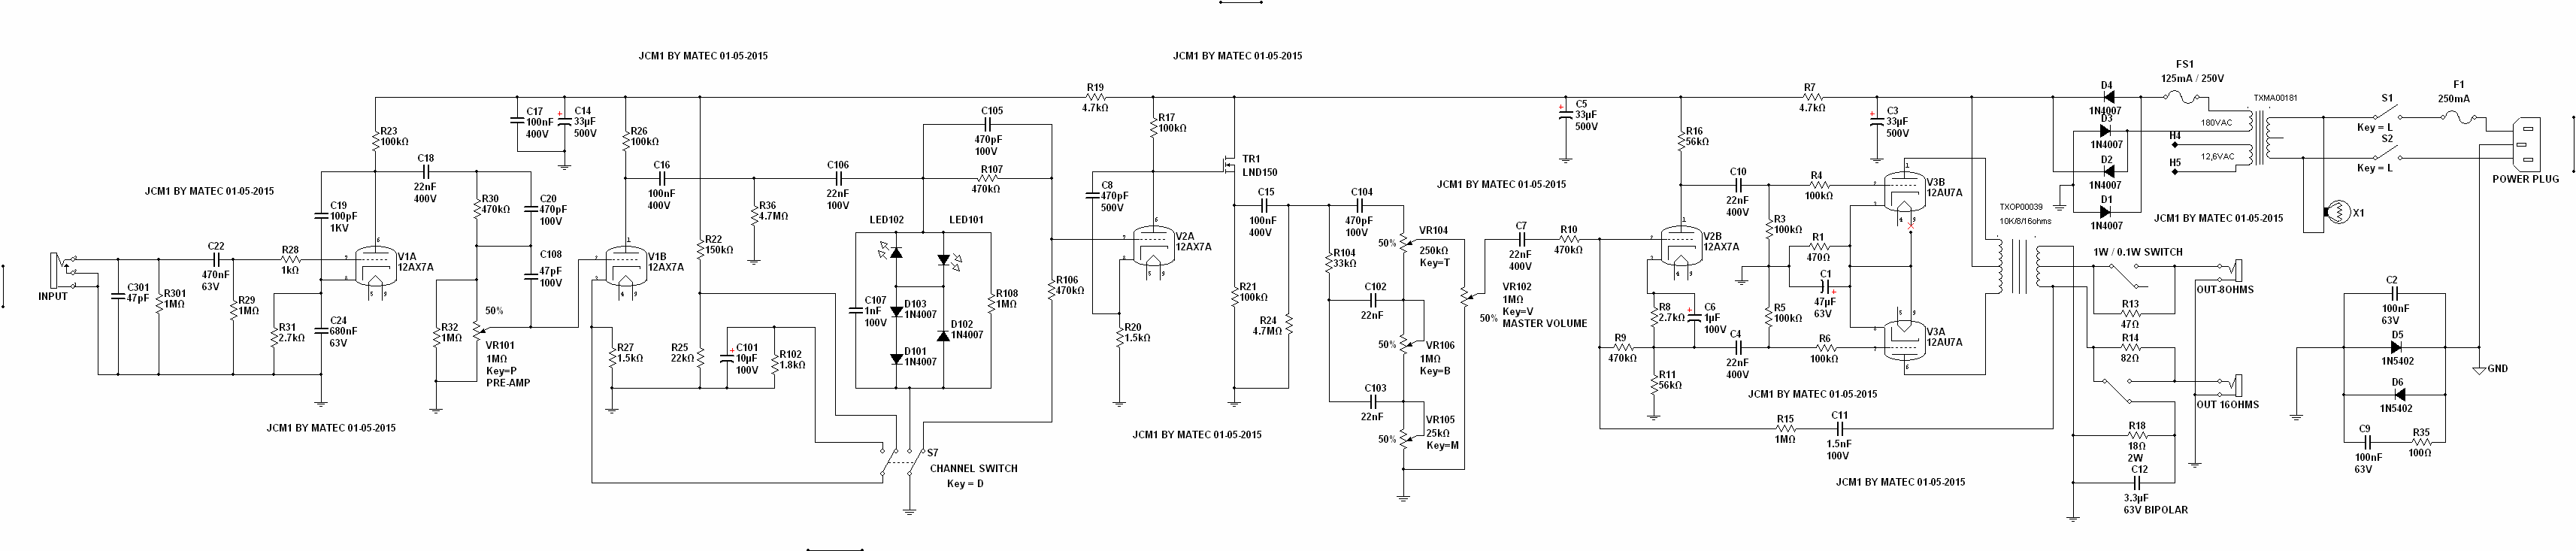 JCM1 BY MATEC 01-05-2015
JCM1 BY MATEC 01-05-2015
JCM1 BY MATEC 01-05-2015
JCM1 BY MATEC 01-05-2015
JCM1 BY MATEC 01-05-2015
JCM1 BY MATEC 01-05-2015
JCM1 BY MATEC 01-05-2015
JCM1 BY MATEC 01-05-2015
JCM1 BY MATEC 01-05-2015
INPUT
C301
47pF
R301
1MΩ
C22
470nF
63V
R29
1MΩ
R28
1kΩ
R31
2.7kΩ
C19
100pF
1KV
C24
680nF
63V
R23
100kΩ
V1A
12AX7A
C18
22nF
400V
R30
470kΩ
C20
470pF
100V
C108
47pF
100V
R32
1MΩ
50%
VR101
1MΩ
Key=P
PRE-AMP
C17
100nF
400V
C14
33µF
500V
R26
100kΩ
V1B
12AX7A
C16
100nF
400V
R22
150kΩ
R27
1.5kΩ
R25
22kΩ
C101
10µF
100V
R102
1.8kΩ
R36
4.7MΩ
C106
22nF
100V
C105
470pF
100V
R107
470kΩ
LED102
LED101
C107
1nF
100V
D103
1N4007
D101
1N4007
D102
1N4007
R108
1MΩ
R106
470kΩ
S7
CHANNEL SWITCH
Key = D
R19
4.7kΩ
C8
470pF
500V
R17
100kΩ
V2A
12AX7A
R20
1.5kΩ
TR1
LND150
R21
100kΩ
C15
100nF
400V
R24
4.7MΩ
C104
470pF
100V
R104
33kΩ
C102
22nF
C103
22nF
50%
VR104
250kΩ
Key=T
50%
VR106
1MΩ
Key=B
50%
VR105
25kΩ
Key=M
50%
VR102
1MΩ
Key=V
MASTER VOLUME
C7
22nF
400V
R10
470kΩ
C5
33µF
500V
R16
56kΩ
V2B
12AX7A
R9
470kΩ
R8
2.7kΩ
C6
1µF
100V
R11
56kΩ
C10
22nF
400V
C4
22nF
400V
R3
100kΩ
R5
100kΩ
R4
100kΩ
R6
100kΩ
R1
470Ω
C1
47µF
63V
R7
4.7kΩ
C3
33µF
500V
V3B
12AU7A
V3A
12AU7A
R15
1MΩ
C11
1.5nF
100V
TXOP00039
10K/8/16ohms
D4
1N4007
D3
1N4007
D2
1N4007
D1
1N4007
FS1
125mA / 250V
TXMA00181
180VAC
12,6VAC
H4
H5
S1
Key = L
S2
Key = L
F1
250mA
POWER PLUG
X1
1W / 0.1W SWITCH
R13
47Ω
R14
82Ω
R18
18Ω
2W
C12
3.3µF
63V BIPOLAR
OUT-8OHMS
OUT 16OHMS
C2
100nF
63V
D5
1N5402
D6
1N5402
C9
100nF
63V
R35
100Ω
GND